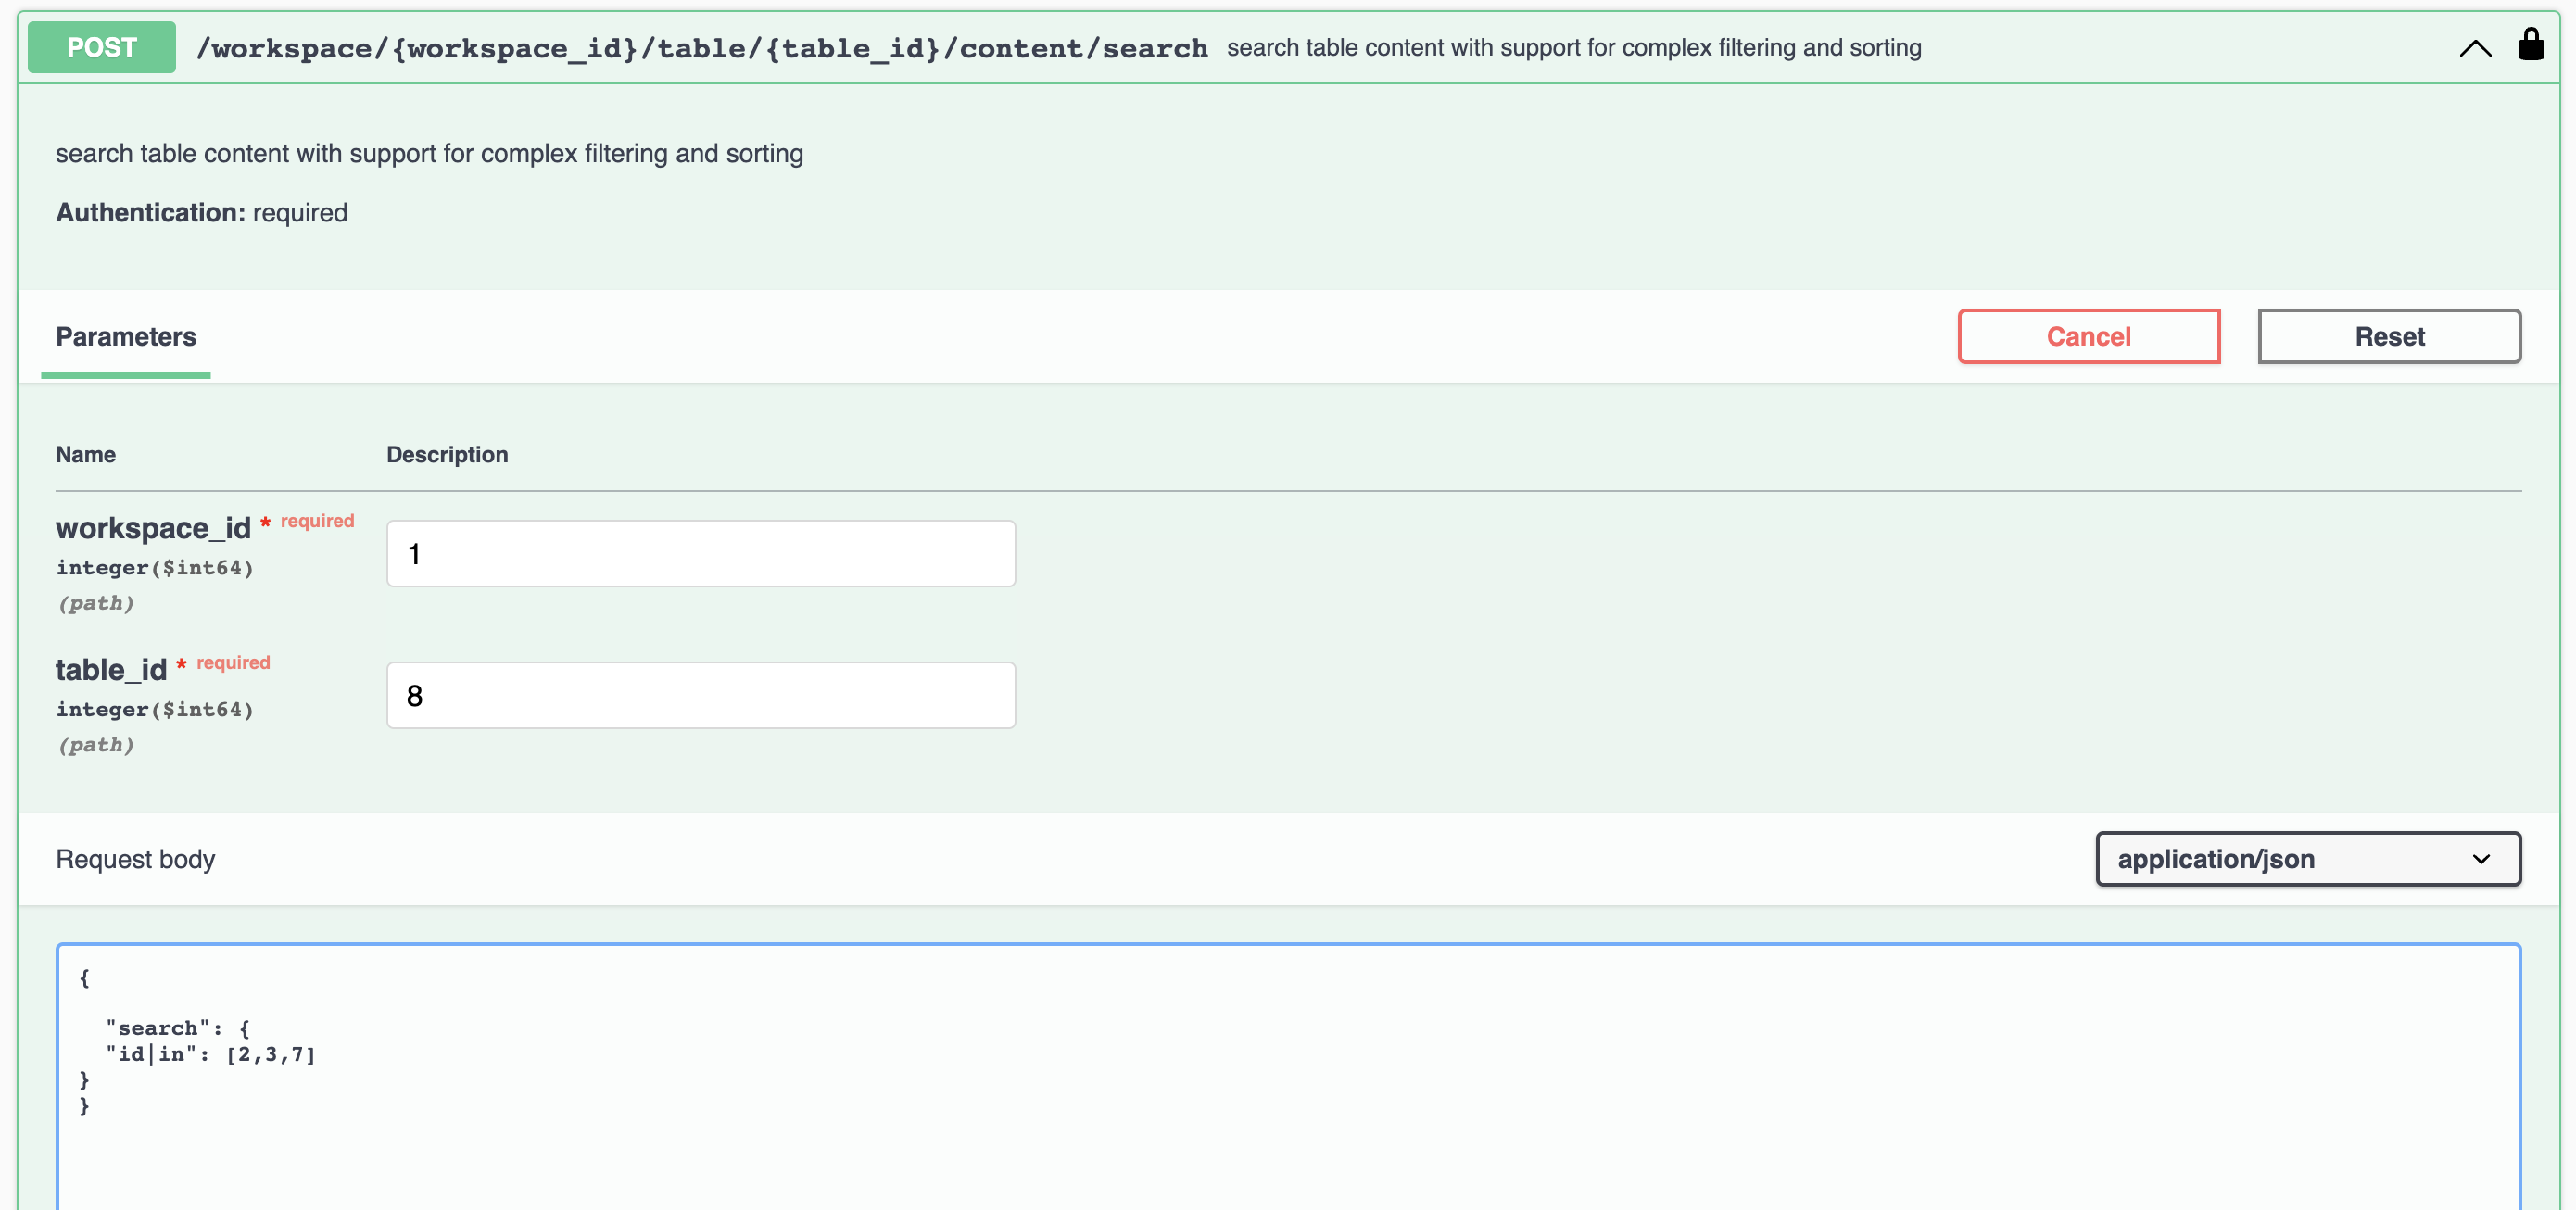 POST /workspace/{workspace_id}/table/{table_id}/content/search search table content with support for complex filtering and sorting
search table content with support for complex filtering and sorting
Authentication: required
Parameters
Cancel
Reset
Name Description
workspace_id * required
integer($int64)
(path)
1
table_id * required
integer($int64)
(path)
8
Request body
application/json
{
"search": {
"id|in": [2,3,7]
}
}